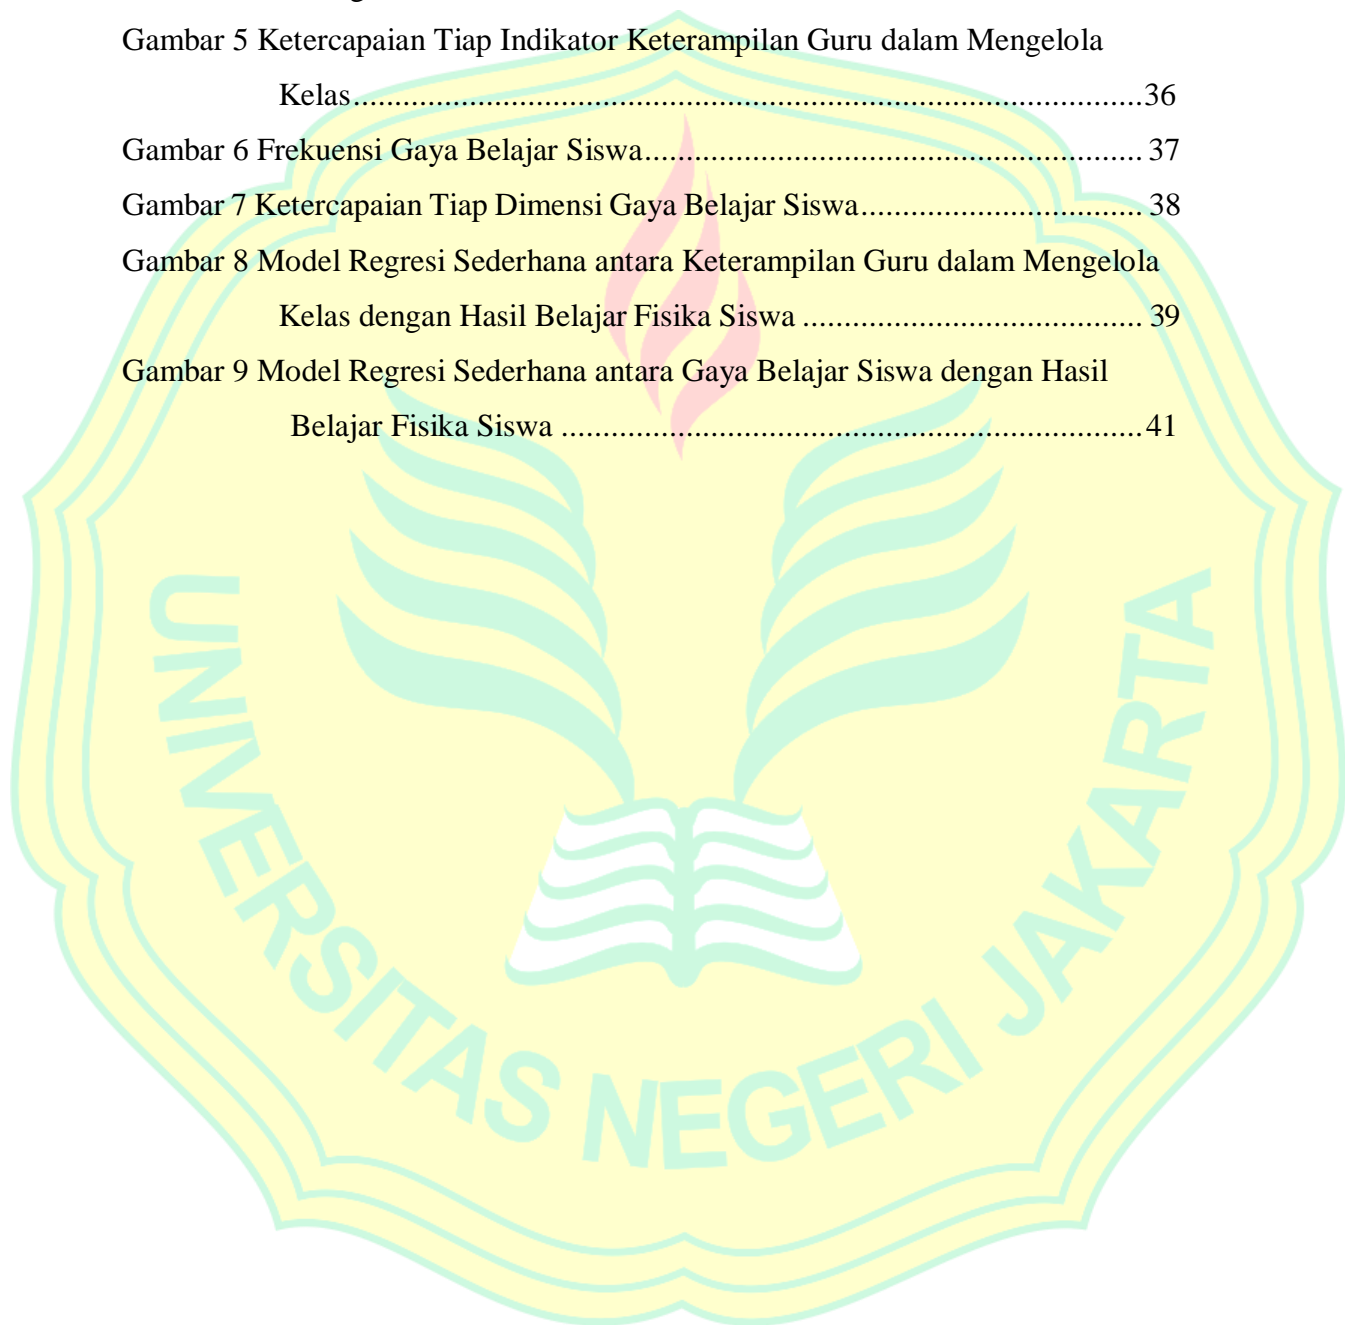 Gambar 5 Ketercapaian Tiap Indikator Keterampilan Guru dalam Mengelola
Kelas................................................................................................36
Gambar 6 Frekuensi Gaya Belajar Siswa............................................................. 37
Gambar 7 Ketercapaian Tiap Dimensi Gaya Belajar Siswa.................................. 38
Gambar 8 Model Regresi Sederhana antara Keterampilan Guru dalam Mengelola
Kelas dengan Hasil Belajar Fisika Siswa ......................................... 39
Gambar 9 Model Regresi Sederhana antara Gaya Belajar Siswa dengan Hasil
Belajar Fisika Siswa .......................................................................41
UNIVERSITAS NEGERI JAKARTA